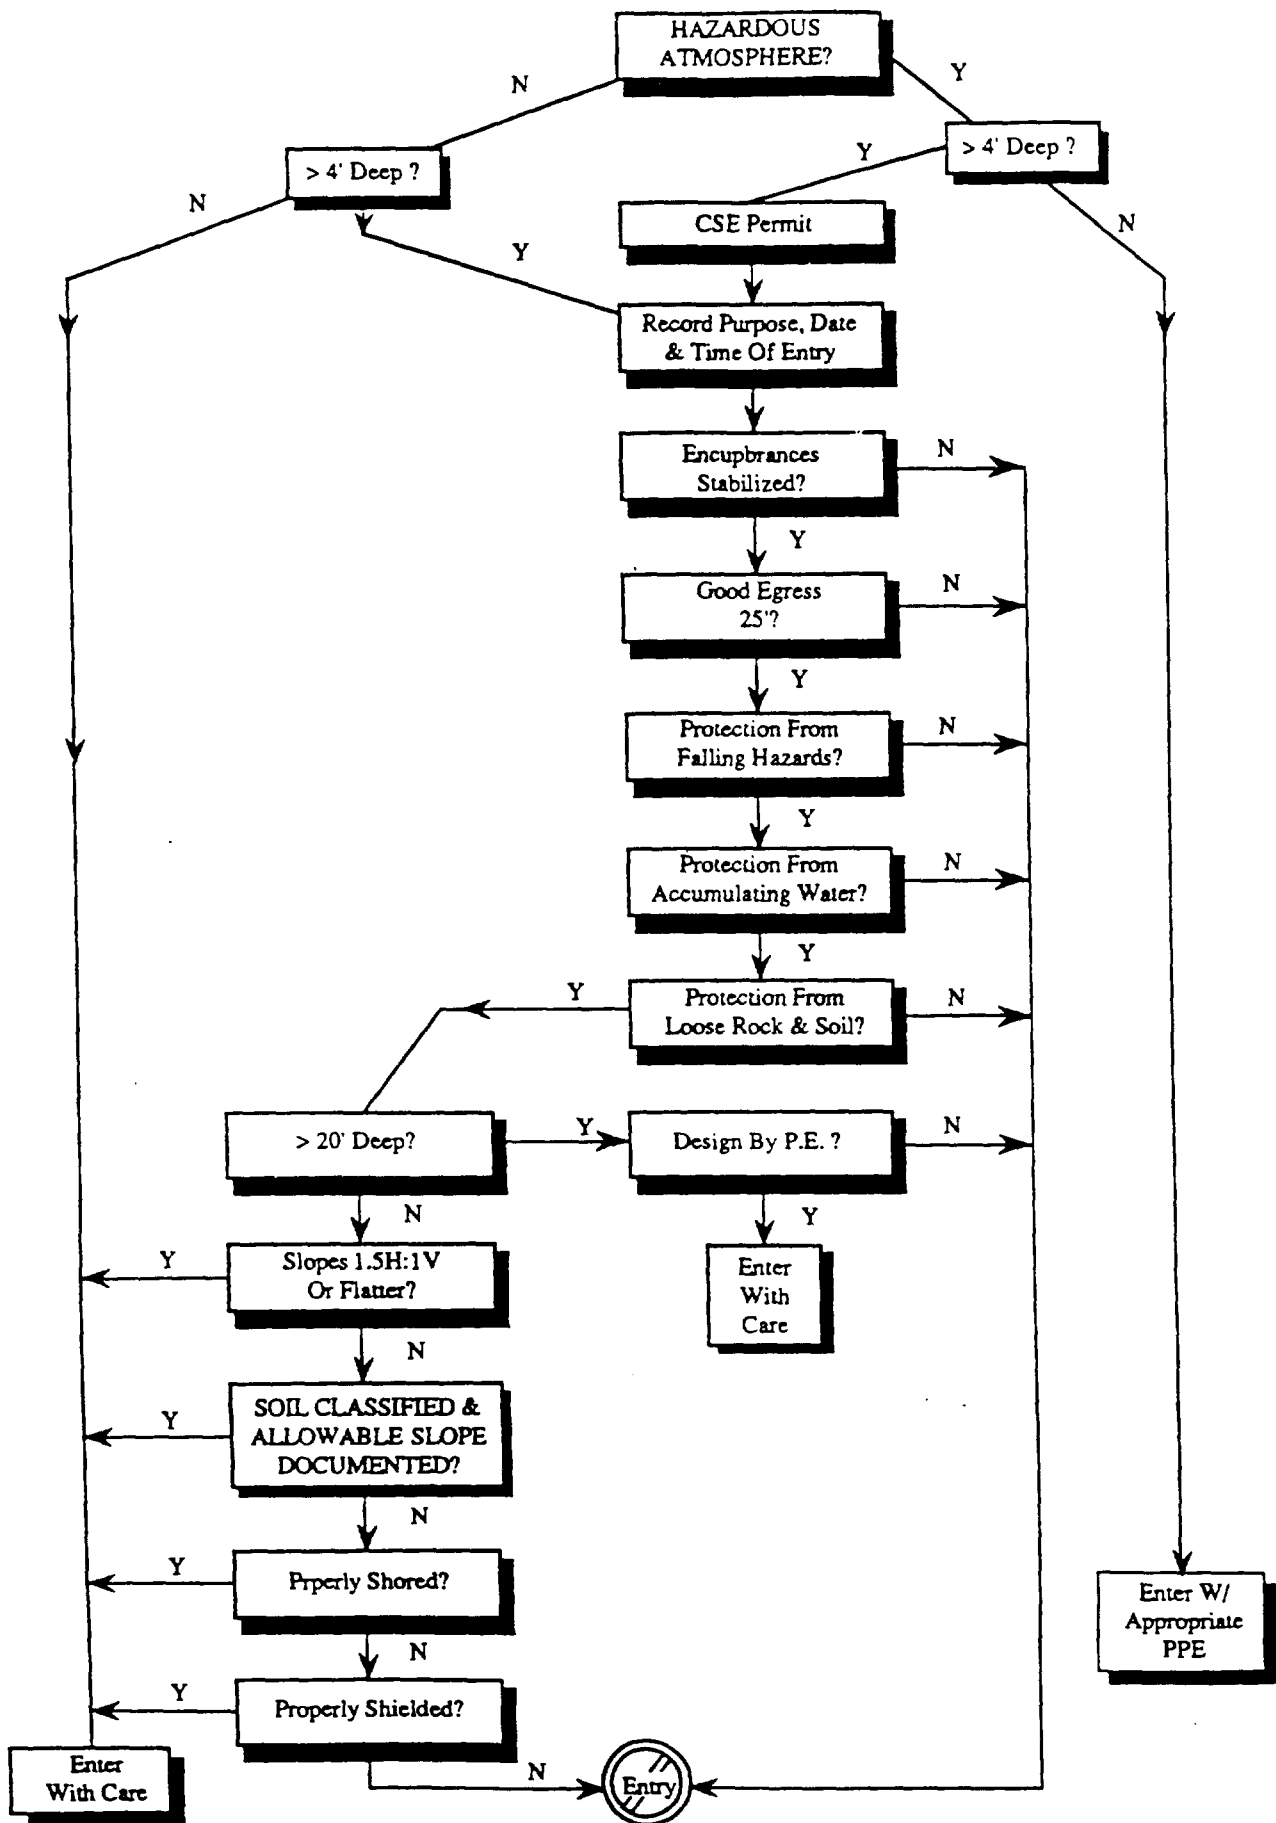 HAZARDOUS
ATMOSPHERE?
N
Y
> 4' Deep ?
> 4' Deep ?
Y
N
N
CSE Permit
Y
Record Purpose, Date
& Time Of Entry
Encupbrances
Stabilized?
N
Y
Good Egress
25'?
N
Y
Protection From
Falling Hazards?
N
Y
Protection From
Accumulating Water?
N
Y
Protection From
Loose Rock & Soil?
Y
N
> 20' Deep?
Y
Design By P.E. ?
N
N
Y
Slopes 1.5H:1V
Or Flatter?
Y
Enter
With
Care
N
SOIL CLASSIFIED &
ALLOWABLE SLOPE
DOCUMENTED?
Y
N
Prperly Shored?
Y
Enter W/
Appropriate
PPE
N
Properly Shielded?
Y
N
Enter
With Care
Entry